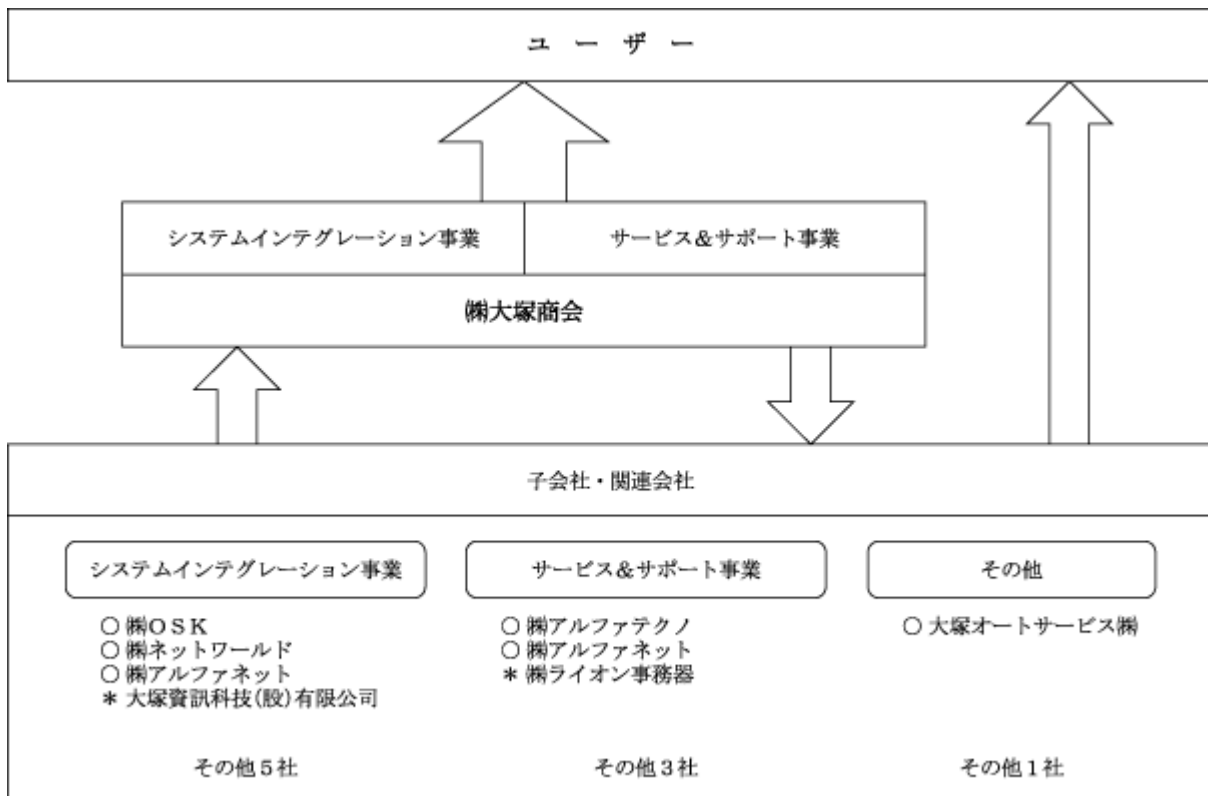 ユーザー
システムインテグレーション事業
サービス＆サポート事業
㈱大塚商会
子会社・関連会社
システムインテグレーション事業
○ ㈱ＯＳＫ
○ ㈱ネットワールド
○ ㈱アルファネット
＊ 大塚資訊科技(股)有限公司
その他５社
サービス＆サポート事業
○ ㈱アルファテクノ
○ ㈱アルファネット
＊ ㈱ライオン事務器
その他３社
その他
○ 大塚オートサービス㈱
その他１社